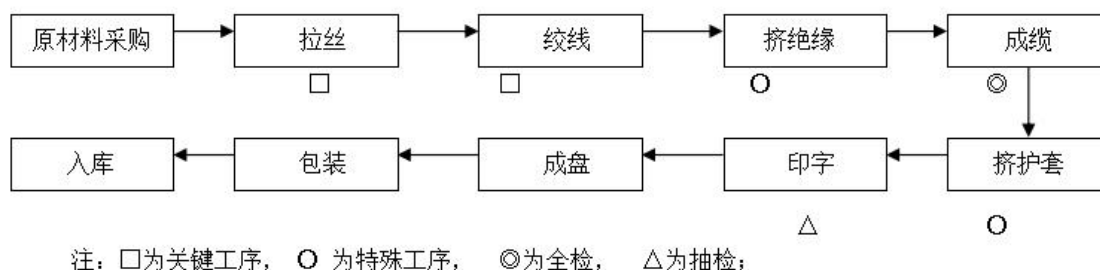 原材料采购 拉丝 绞线 挤绝缘 成缆
□ □ ○ ◎
入库 包装 成盘 印字 挤护套
△ ○
注：□为关键工序， ○ 为特殊工序， ◎为全检， △为抽检；